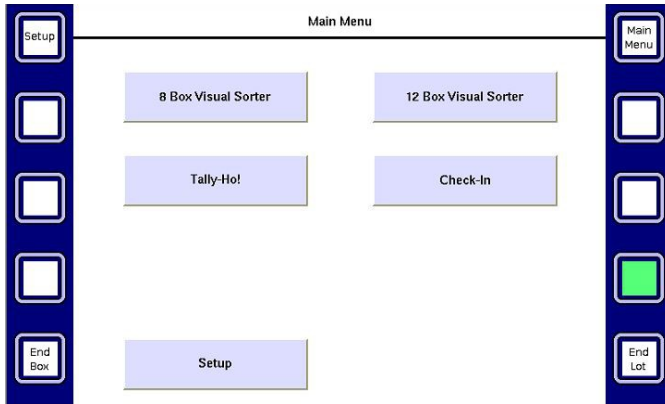 Main Menu
Setup
Main
Menu
8 Box Visual Sorter
12 Box Visual Sorter
Tally-Ho!
Check-In
End
Box
Setup
End
Lot